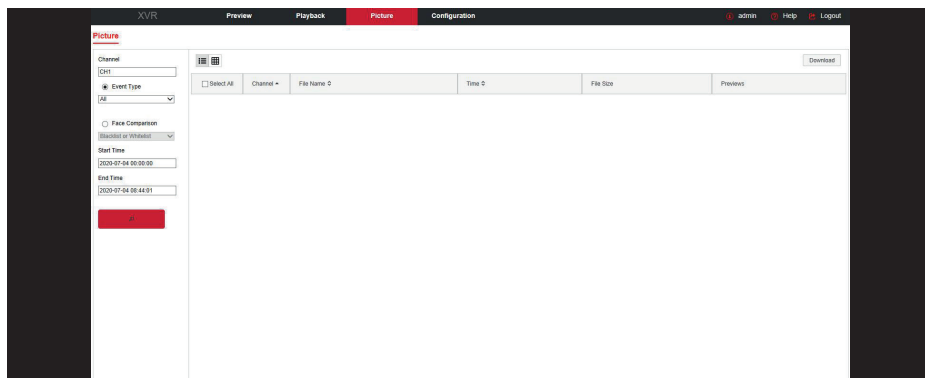 XVR Preview Playback Picture Configuration admin Help Logout
Picture
Channel
CH1
Event Type
All
Face Comparison
Blacklist or Whitelist
Start Time
2020-07-04 00:00:00
End Time
2020-07-04 08:44:01
Download
Select All Channel File Name Time File Size Previews